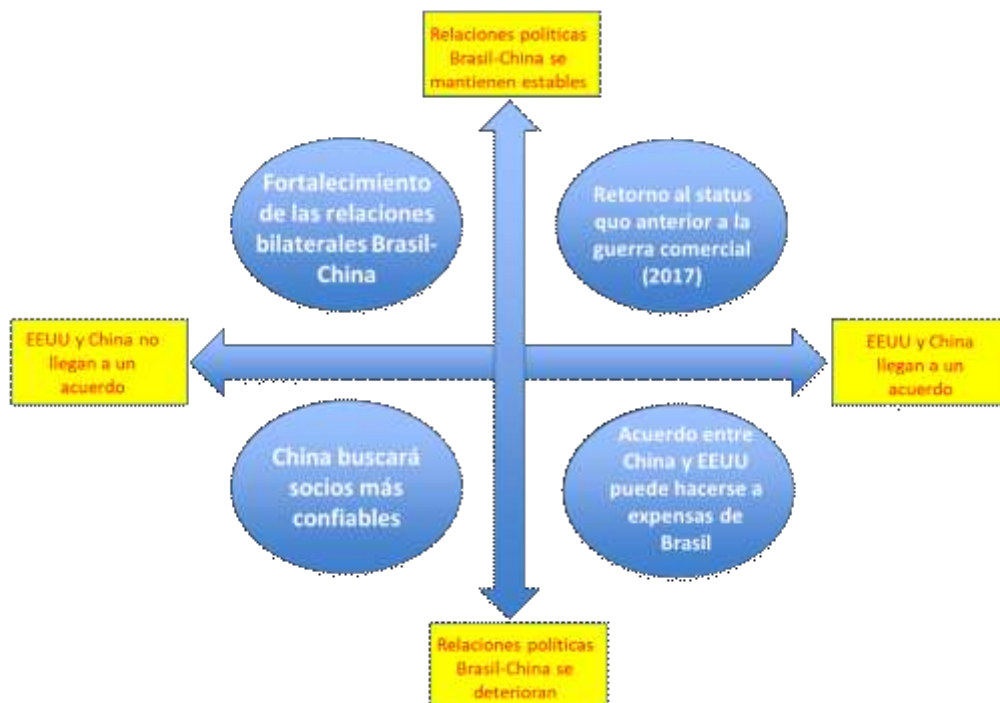 Relaciones políticas
Brasil-China se
mantienen estables
Fortalecimiento
de las relaciones
bilaterales Brasil-
China
Retorno al status
quo anterior a la
guerra comercial
(2017)
EEUU y China no
llegan a un
acuerdo
EEUU y China
llegan a un
acuerdo
China buscará
socios más
confiables
Acuerdo entre
China y EEUU
puede hacerse a
expensas de
Brasil
Relaciones políticas
Brasil-China se
deterioran